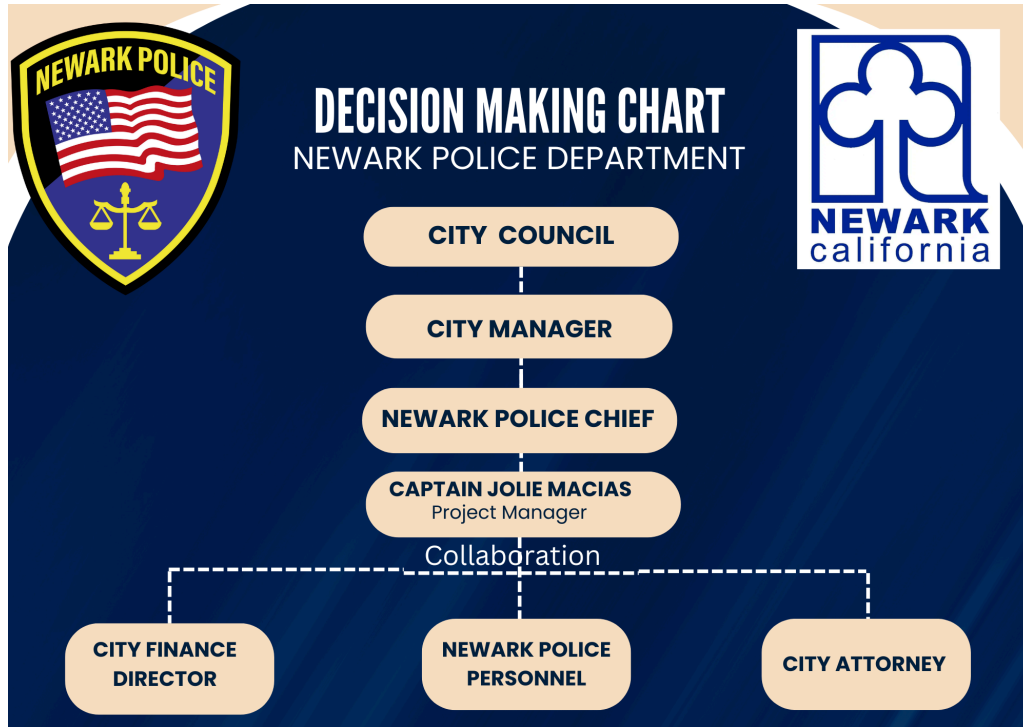 NEWARK POLICE
DECISION MAKING CHART
NEWARK POLICE DEPARTMENT
NEWARK
california
CITY COUNCIL
CITY MANAGER
NEWARK POLICE CHIEF
CAPTAIN JOLIE MACIAS
Project Manager
Collaboration
CITY FINANCE
DIRECTOR
NEWARK POLICE
PERSONNEL
CITY ATTORNEY